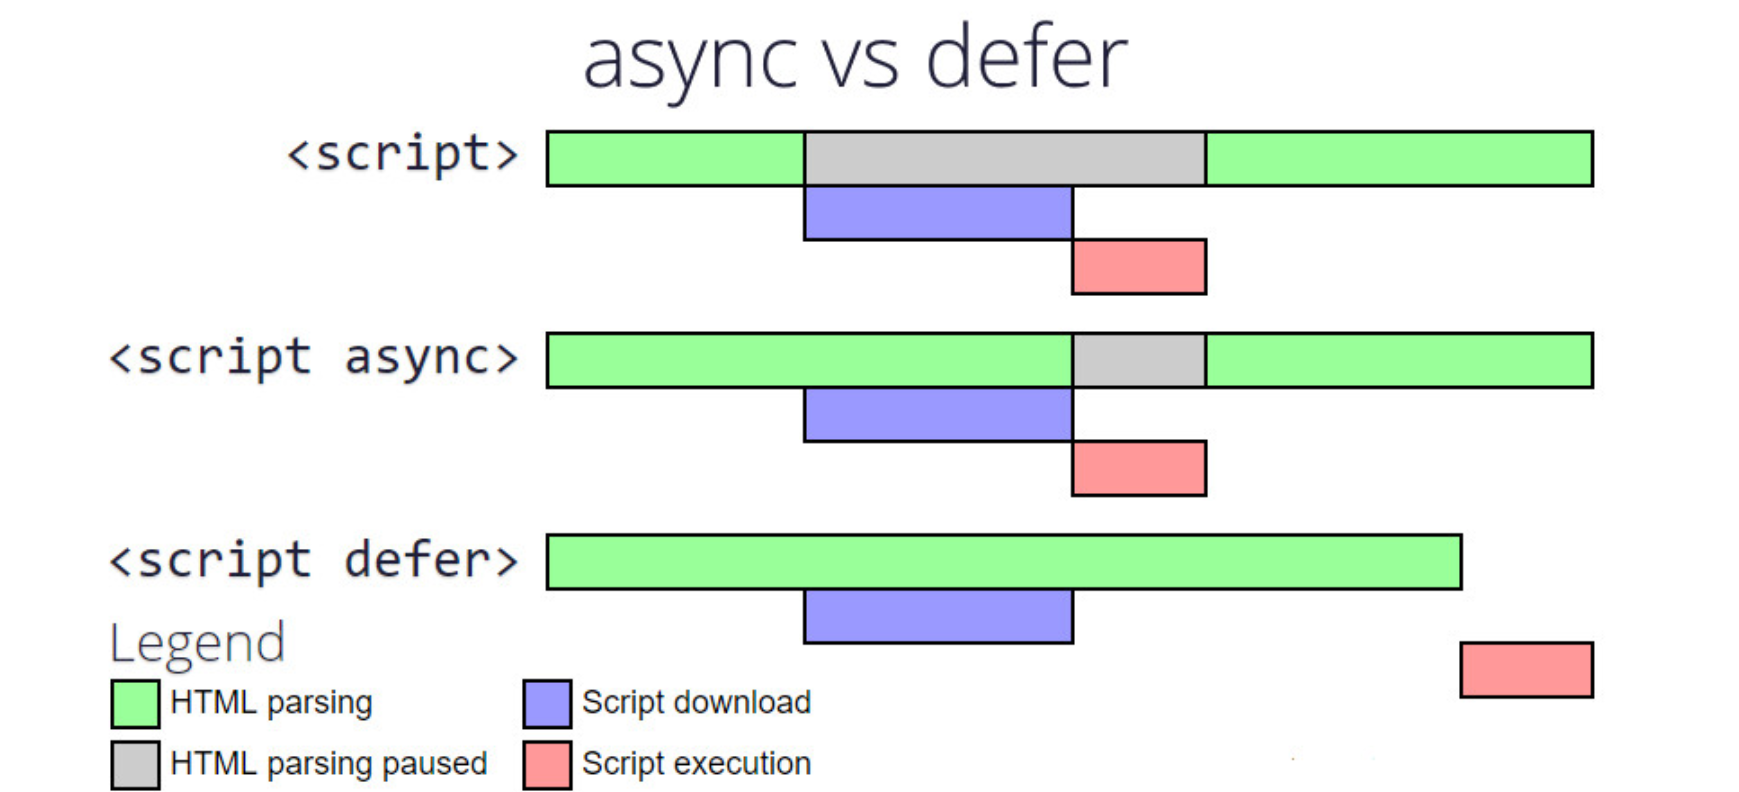 async vs defer
<script>
<script async>
<script defer>
Legend
HTML parsing
Script download
HTML parsing paused
Script execution